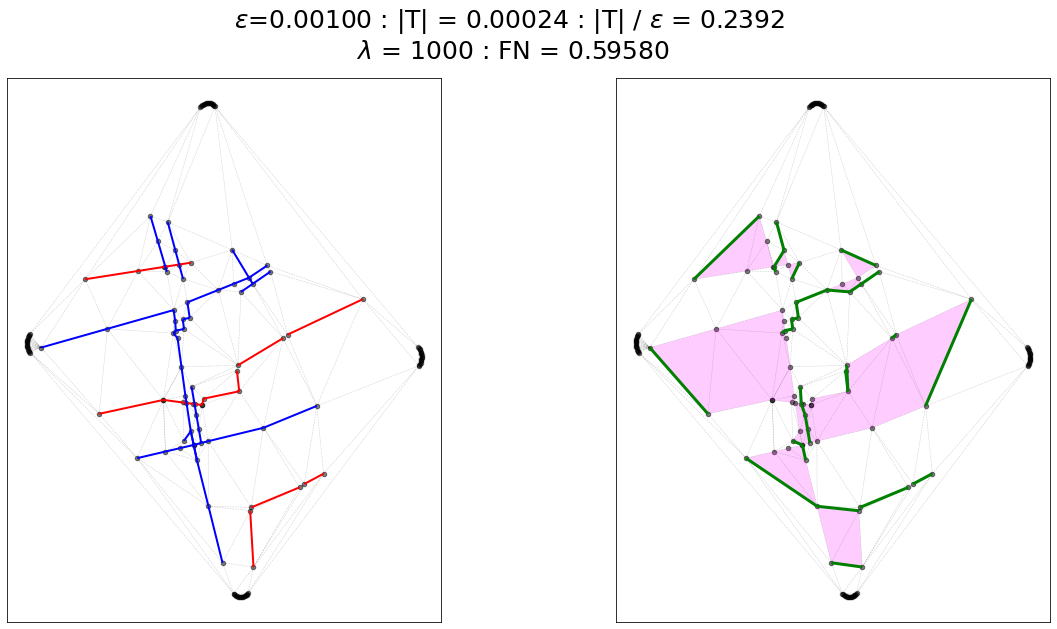 ε=0.00100 : |T| = 0.00024 : |T| / ε = 0.2392
λ = 1000 : FN = 0.59580